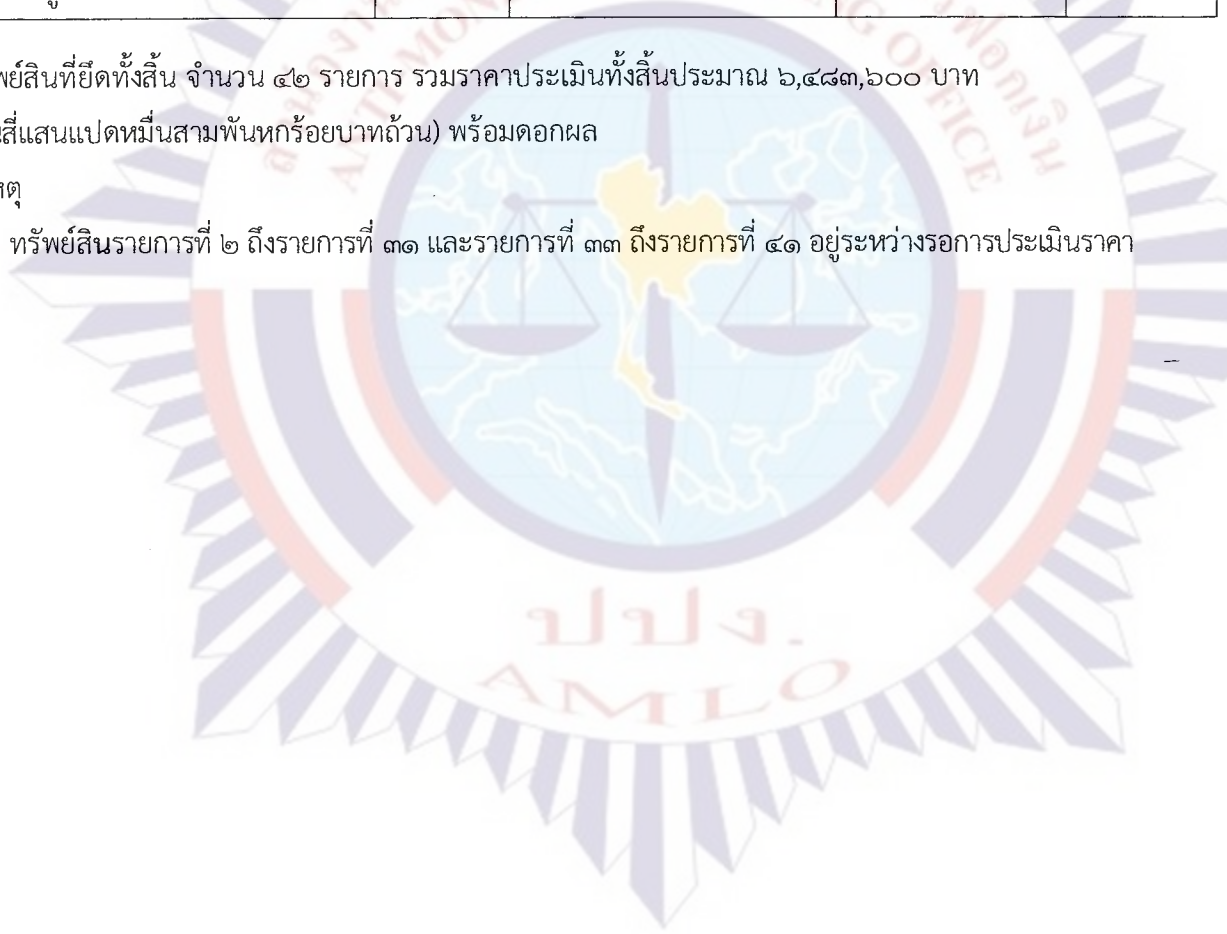 พย์สินที่ยึดทั้งสิ้น จำนวน ๔๒ รายการ รวมราคาประเมินทั้งสิ้นประมาณ ๖,๔๘๓,๖๐๐ บาท
สี่แสนแปดหมื่นสามพันหกร้อยบาทถ้วน) พร้อมดอกผล
หตุ
ทรัพย์สินรายการที่ ๒ ถึงรายการที่ ๓๑ และรายการที่ ๓๓ ถึงรายการที่ ๔๑ อยู่ระหว่างรอการประเมินราคา
ปปง.
AMLO